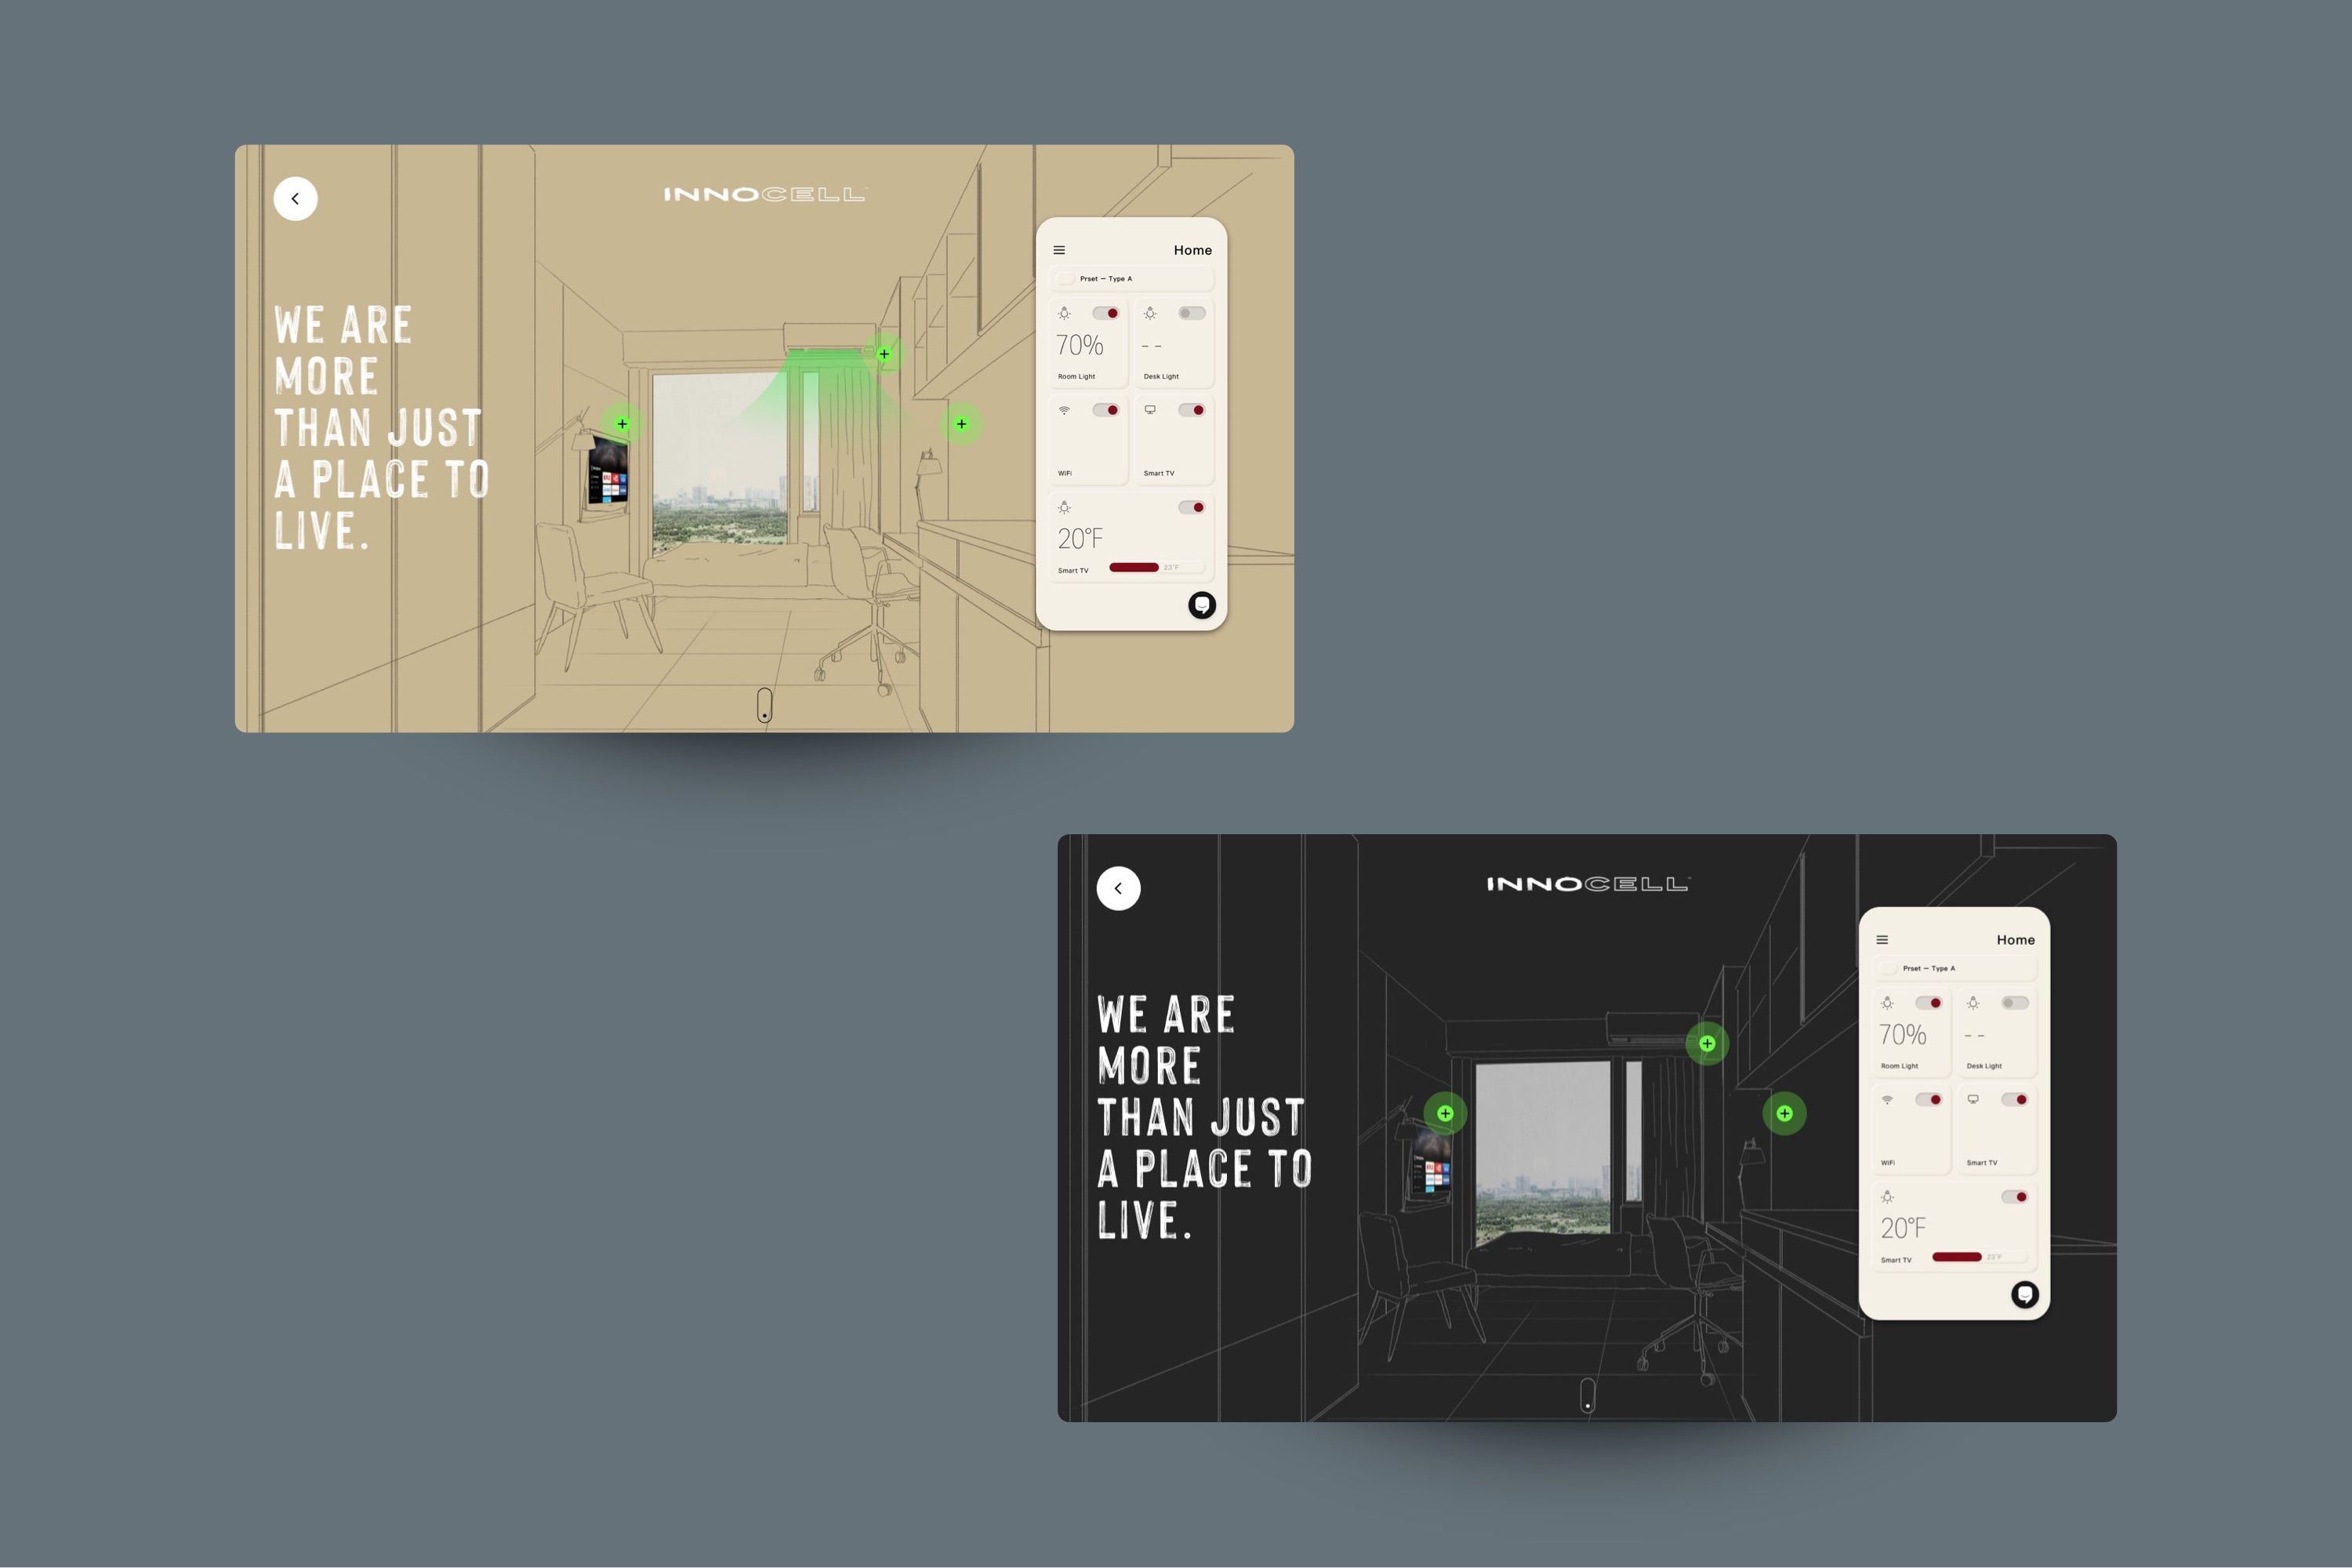 INNOCELL
WE ARE
MORE
THAN JUST
A PLACE TO
LIVE.
Home
Prset — Type A
70%
- -
Room Light
Desk Light
WiFi
Smart TV
20°F
Smart TV
23°F
INNOCELL
WE ARE
MORE
THAN JUST
A PLACE TO
LIVE.
Home
Prset — Type A
70%
- -
Room Light
Desk Light
WiFi
Smart TV
20°F
Smart TV
23°F